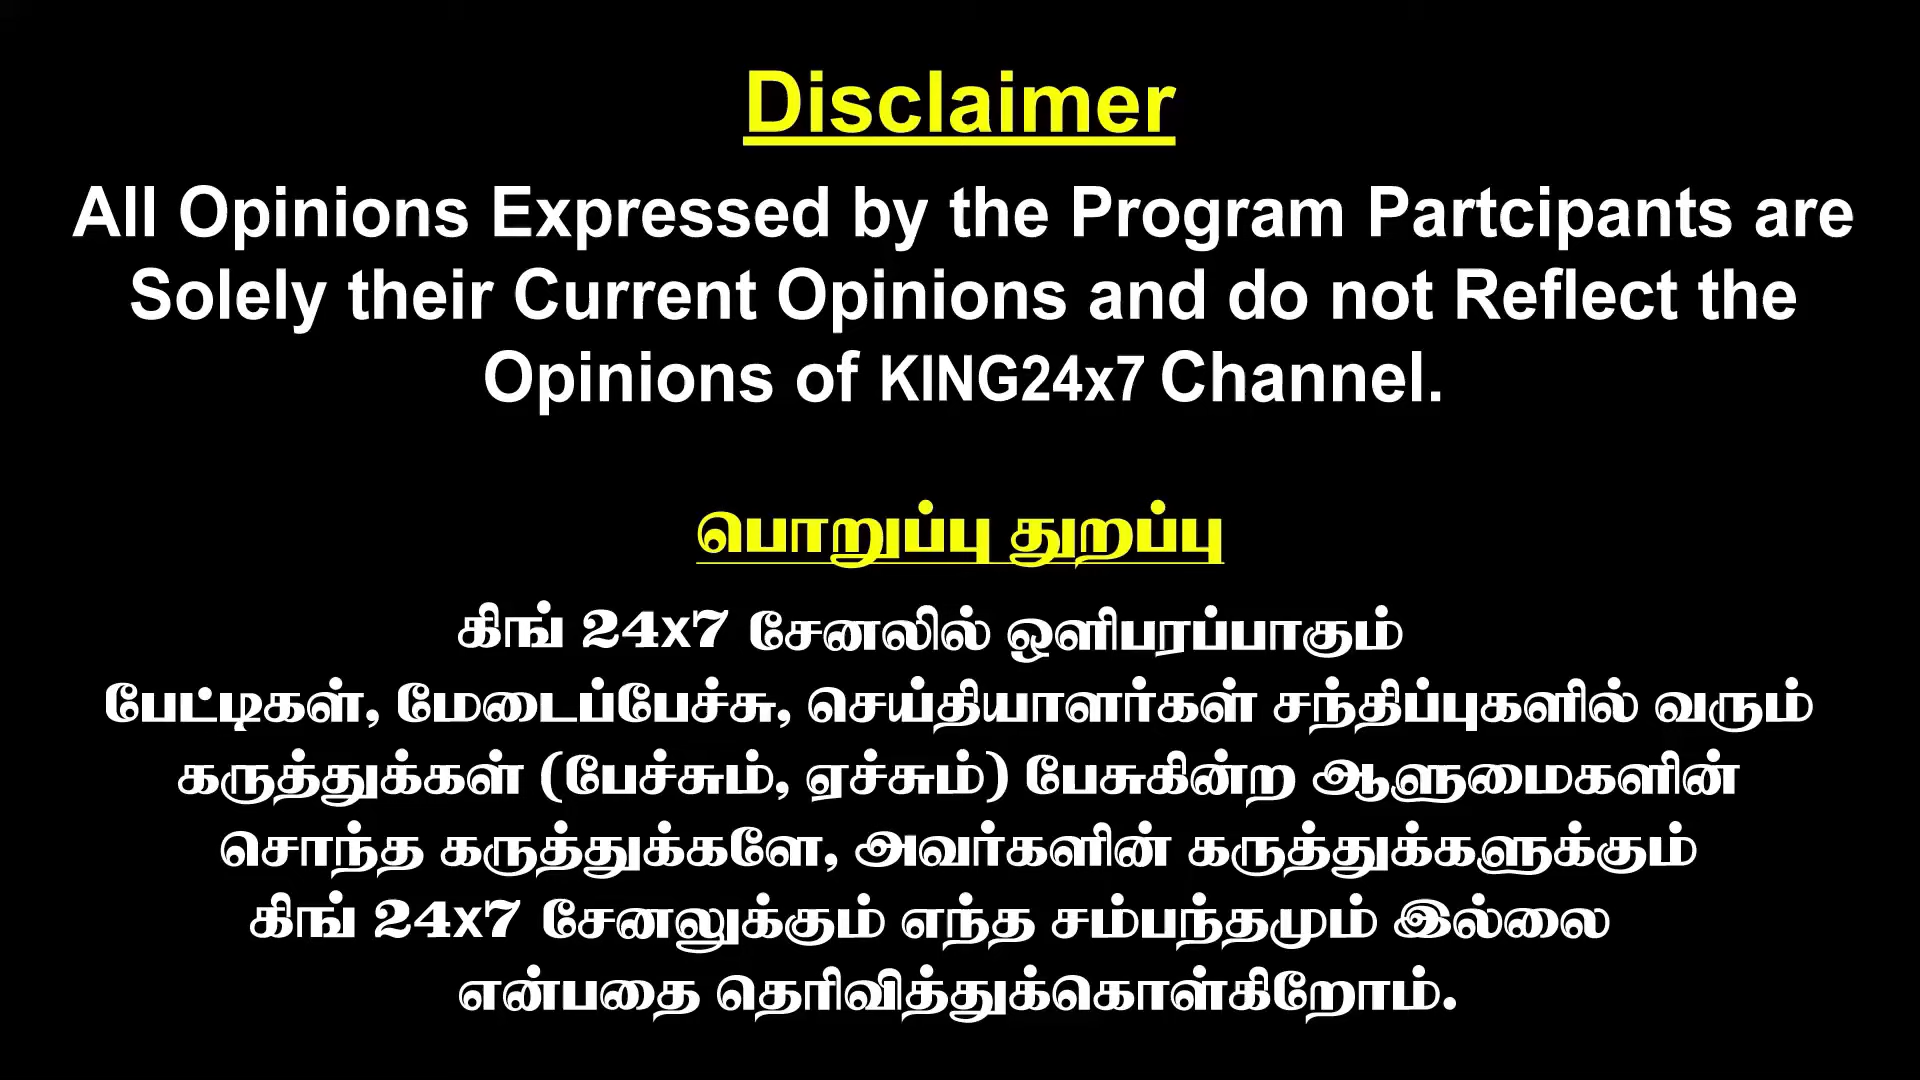 Disclaimer
All Opinions Expressed by the Program Partcipants are
Solely their Current Opinions and do not Reflect the
Opinions of KING24x7 Channel.
பொறுப்பு துறப்பு
கிங் 24x7 சேனலில் ஒளிபரப்பாகும்
பேட்டிகள், மேடைப்பேச்சு, செய்தியாளர்கள் சந்திப்புகளில் வரும்
கருத்துக்கள் (பேச்சும், ஏச்சும்) பேசுகின்ற ஆளுமைகளின்
சொந்த கருத்துக்களே, அவர்களின் கருத்துக்களுக்கும்
கிங் 24x7 சேனலுக்கும் எந்த சம்பந்தமும் இல்லை
என்பதை தெரிவித்துக்கொள்கிறோம்.